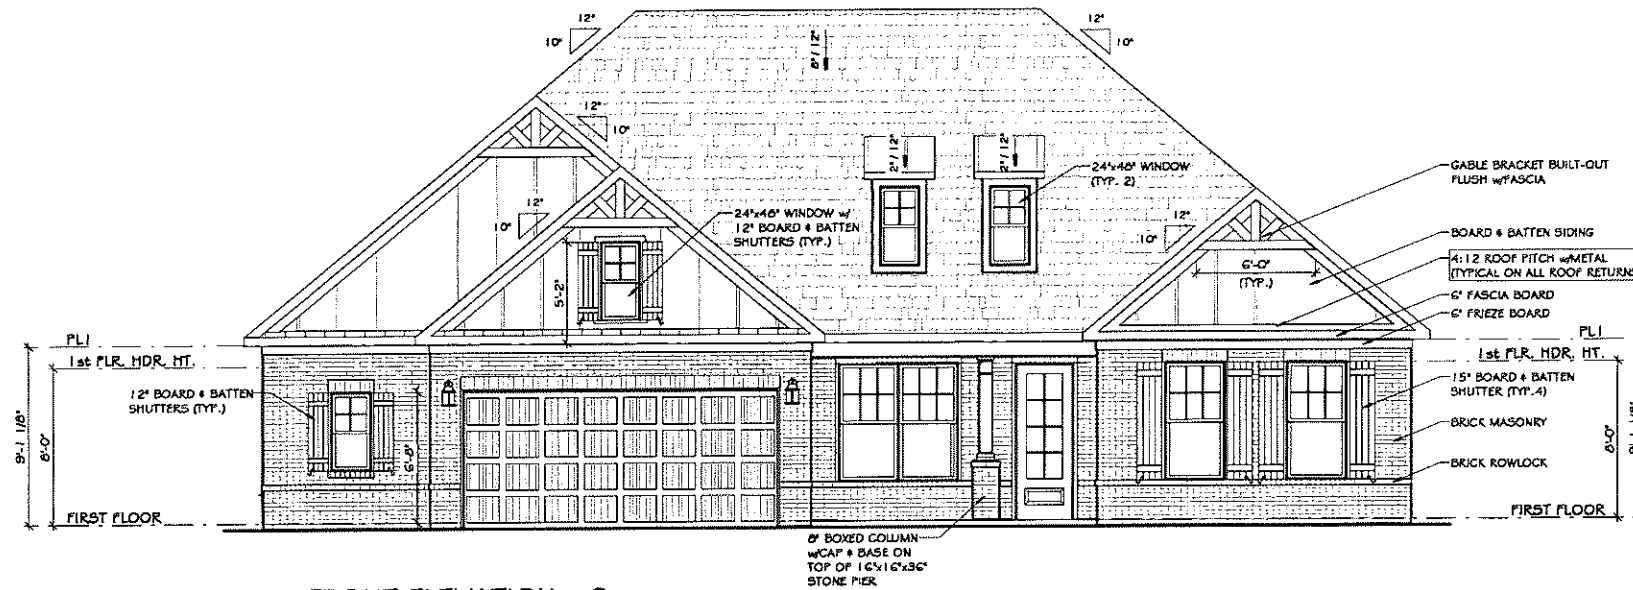 12"
10"
8"/12"
12"
10"
12"
10"
2"/12"
2"/12"
24"x48" WINDOW
(TYP. 2)
GABLE BRACKET BUILT-OUT
FLUSH w/FASCIA
24"x48" WINDOW w/
12" BOARD & BATTEN
SHUTTERS (TYP.)
12"
10"
12"
10"
BOARD & BATTEN SIDING
4:12 ROOF PITCH w/METAL
(TYPICAL ON ALL ROOF RETURNS
6'-0"
(TYP.)
5'-2"
6" FASCIA BOARD
6" FRIEZE BOARD
PL1
PL1
1st FLR. HDR. HT.
1st FLR. HDR. HT.
12" BOARD & BATTEN
SHUTTERS (TYP.)
15" BOARD & BATTEN
SHUTTER (TYP.4)
9'-1 1/8"
8'-0"
6'-8"
BRICK MASONRY
8'-0"
BRICK ROWLOCK
FIRST FLOOR
FIRST FLOOR
8" BOXED COLUMN
w/CAP & BASE ON
TOP OF 16"x16"x36"
STONE PIER